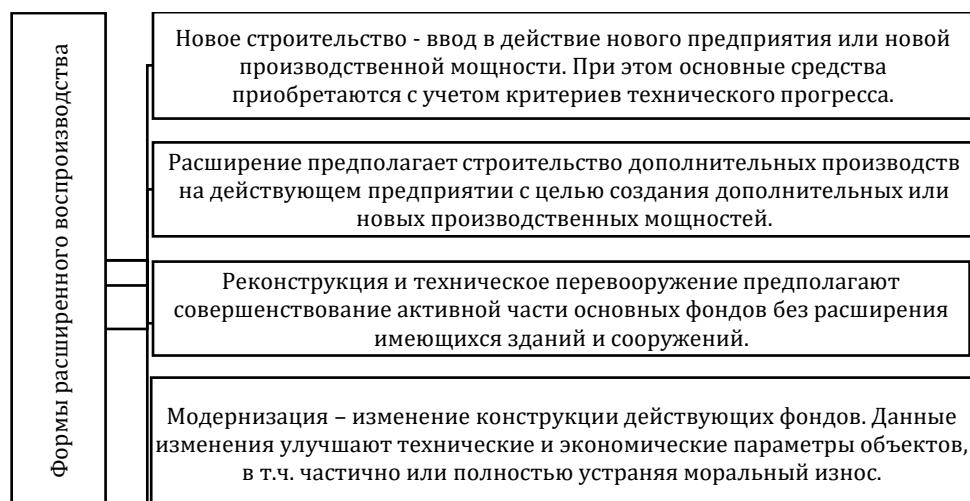 Формы расширенного воспроизводства
Новое строительство - ввод в действие нового предприятия или новой
производственной мощности. При этом основные средства
приобретаются с учетом критериев технического прогресса.
Расширение предполагает строительство дополнительных производств
на действующем предприятии с целью создания дополнительных или
новых производственных мощностей.
Реконструкция и техническое перевооружение предполагают
совершенствование активной части основных фондов без расширения
имеющихся зданий и сооружений.
Модернизация – изменение конструкции действующих фондов. Данные
изменения улучшают технические и экономические параметры объектов,
в т.ч. частично или полностью устраняя моральный износ.